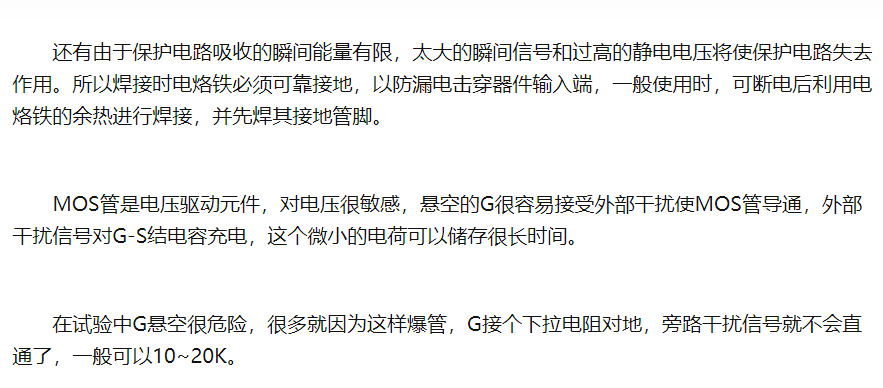 还有由于保护电路吸收的瞬间能量有限，太大的瞬间信号和过高的静电电压将使保护电路失去
作用。所以焊接时电烙铁必须可靠接地，以防漏电击穿器件输入端，一般使用时，可断电后利用电
烙铁的余热进行焊接，并先焊其接地管脚。
MOS管是电压驱动元件，对电压很敏感，悬空的G很容易接受外部干扰使MOS管导通，外部
干扰信号对G-S结电容充电，这个微小的电荷可以储存很长时间。
在试验中G悬空很危险，很多就因为这样爆管，G接个下拉电阻对地，旁路干扰信号就不会直
通了，一般可以10~20K。